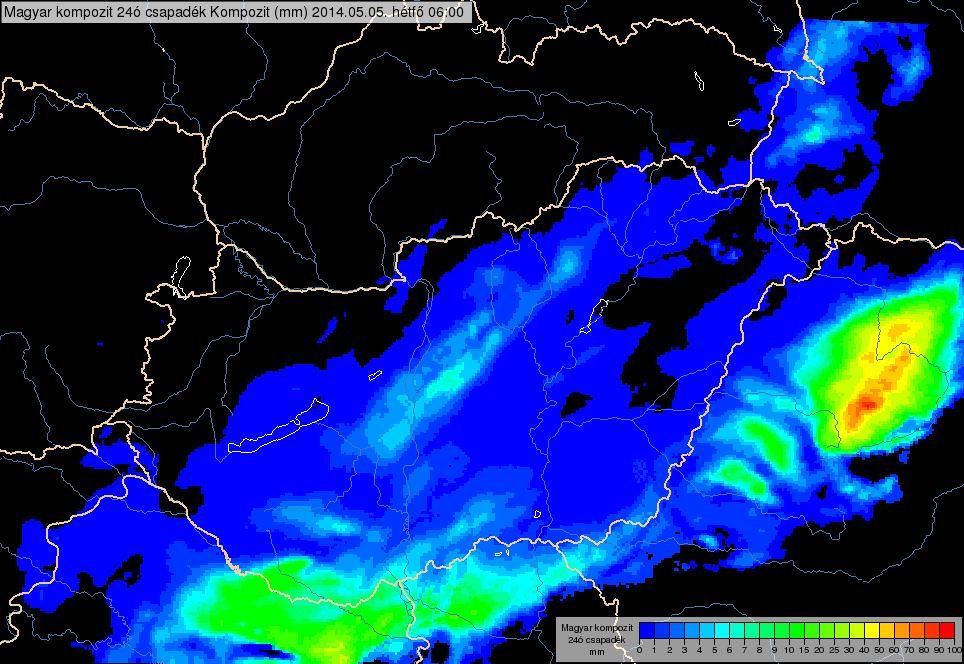 Magyar kompozit 24ó csapadék Kompozit (mm) 2014.05.05. hétfő 06:00
Magyar kompozit
24ó csapadék
mm
0 1 2 3 4 5 6 7 8 9 10 15 20 25 30 40 50 60 70 80 90 100